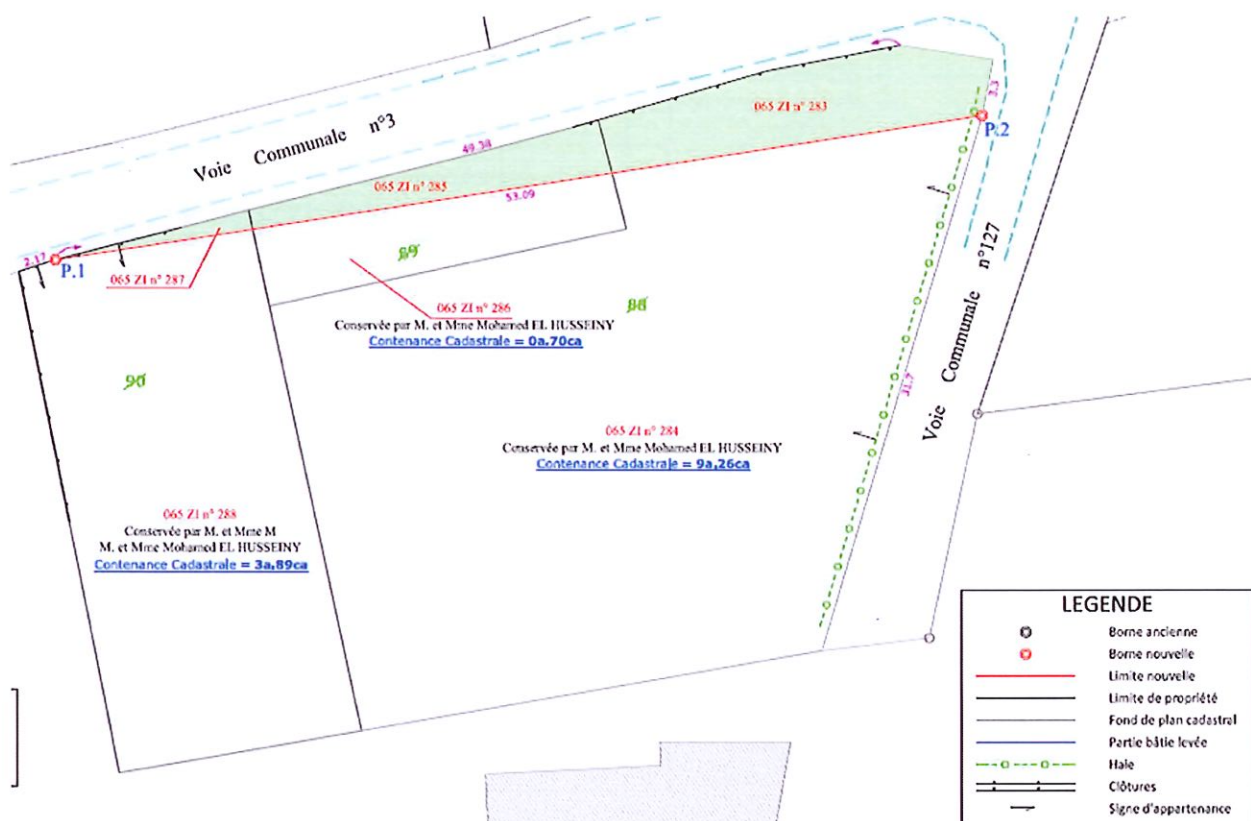 Voie Communale n°3
49.38
53.09
2.17
P.1
065 ZI n° 283
3.3
P.2
065 ZI n° 285
065 ZI n° 287
89
065 ZI n° 286
Conservée par M. et Mme Mohamed EL HUSSEINY
Contenance Cadastrale = 0a,70ca
88
90
31.7
Voie Communale n°127
065 ZI n° 284
Conservée par M. et Mme Mohamed EL HUSSEINY
Contenance Cadastrale = 9a,26ca
065 ZI n° 288
Conservée par M. et Mme M
M. et Mme Mohamed EL HUSSEINY
Contenance Cadastrale = 3a,89ca
LEGENDE
Borne ancienne
Borne nouvelle
Limite nouvelle
Limite de propriété
Fond de plan cadastral
Partie bâtie levée
Haie
Clôtures
Signe d'appartenance